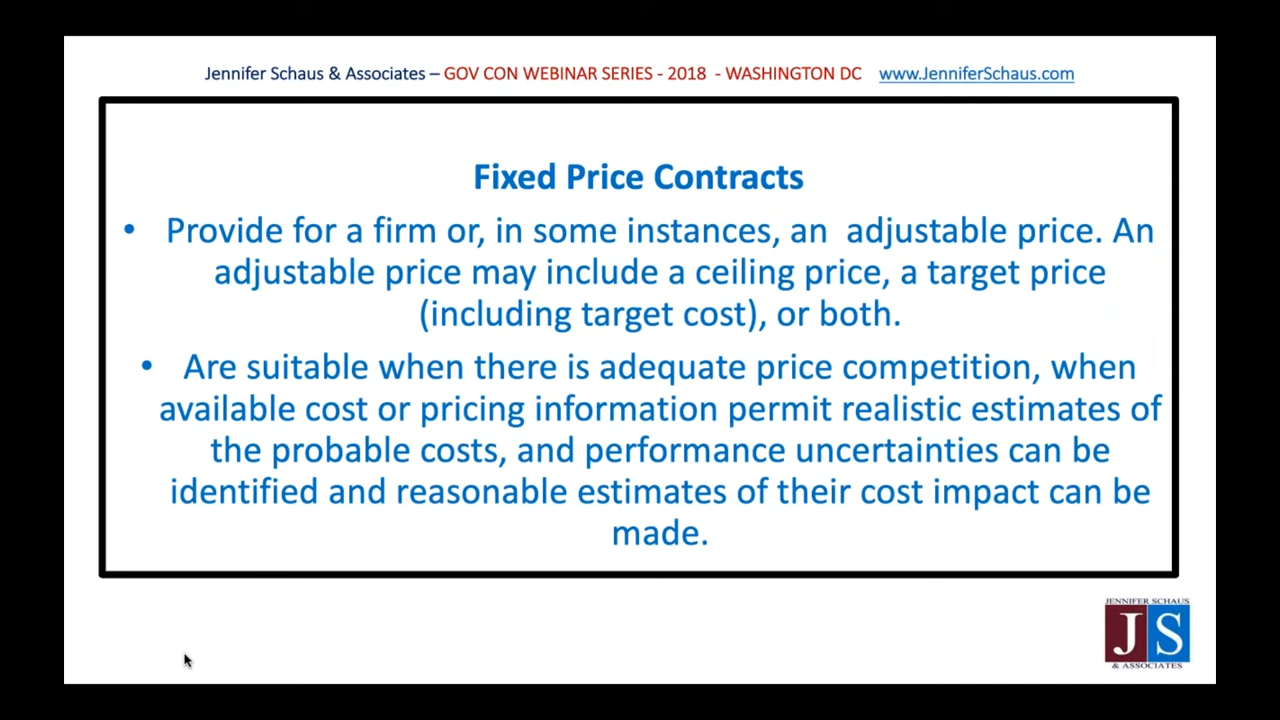 Jennifer Schaus & Associates – GOV CON WEBINAR SERIES - 2018 - WASHINGTON DC www.JenniferSchaus.com
Fixed Price Contracts
• Provide for a firm or, in some instances, an adjustable price. An
adjustable price may include a ceiling price, a target price
(including target cost), or both.
• Are suitable when there is adequate price competition, when
available cost or pricing information permit realistic estimates of
the probable costs, and performance uncertainties can be
identified and reasonable estimates of their cost impact can be
made.
JENNIFER SCHAUS
JS
& ASSOCIATES